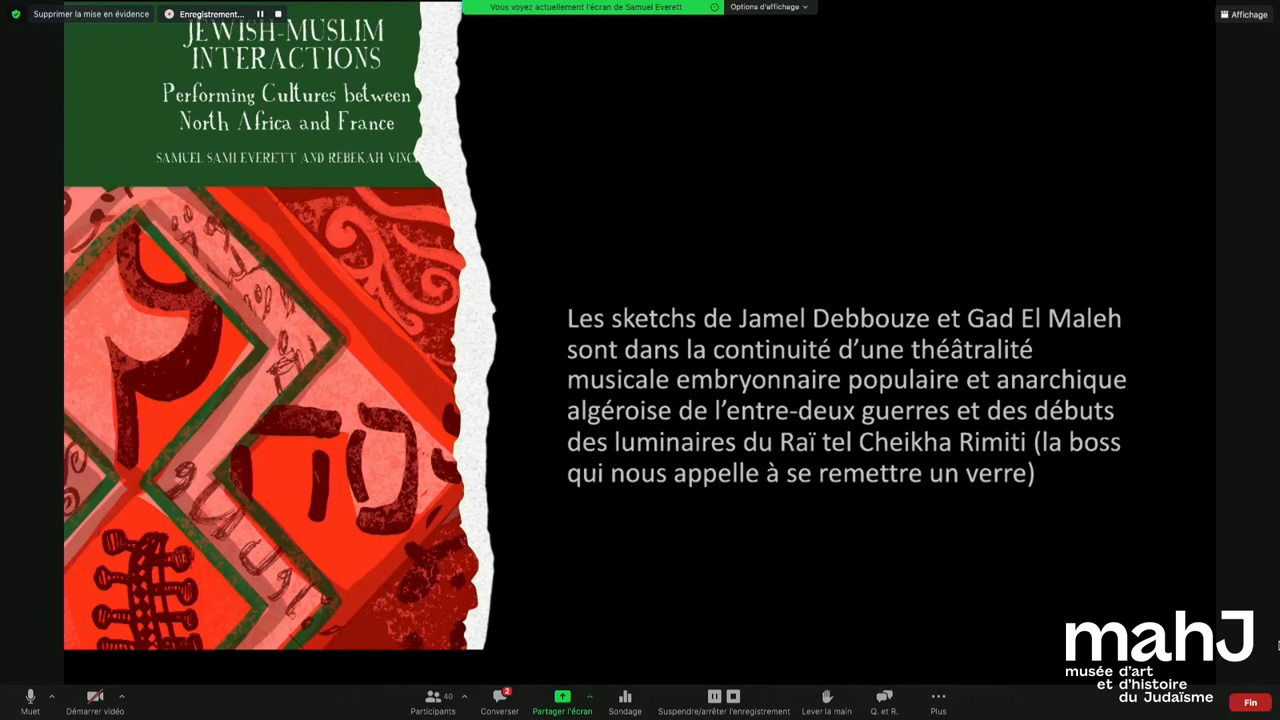 Supprimer la mise en évidence
Enregistrement...
Vous voyez actuellement l'écran de Samuel Everett
Options d'affichage
Affichage
JEWISH-MUSLIM
INTERACTIONS
Performing Cultures between
North Africa and France
SAMUEL SAMI EVERETT AND REBEKAH VINC
Les sketchs de Jamel Debbouze et Gad El Maleh
sont dans la continuité d'une théâtralité
musicale embryonnaire populaire et anarchique
algéroise de l'entre-deux guerres et des débuts
des luminaires du Raï tel Cheikha Rimiti (la boss
qui nous appelle à se remettre un verre)
mahJ
musée d'art
et d'histoire
du Judaïsme
Muet
Démarrer vidéo
Participants
40
Converser
2
Partager l'écran
Sondage
Suspendre/arrêter l'enregistrement
Lever la main
Q. et R.
Plus
Fin